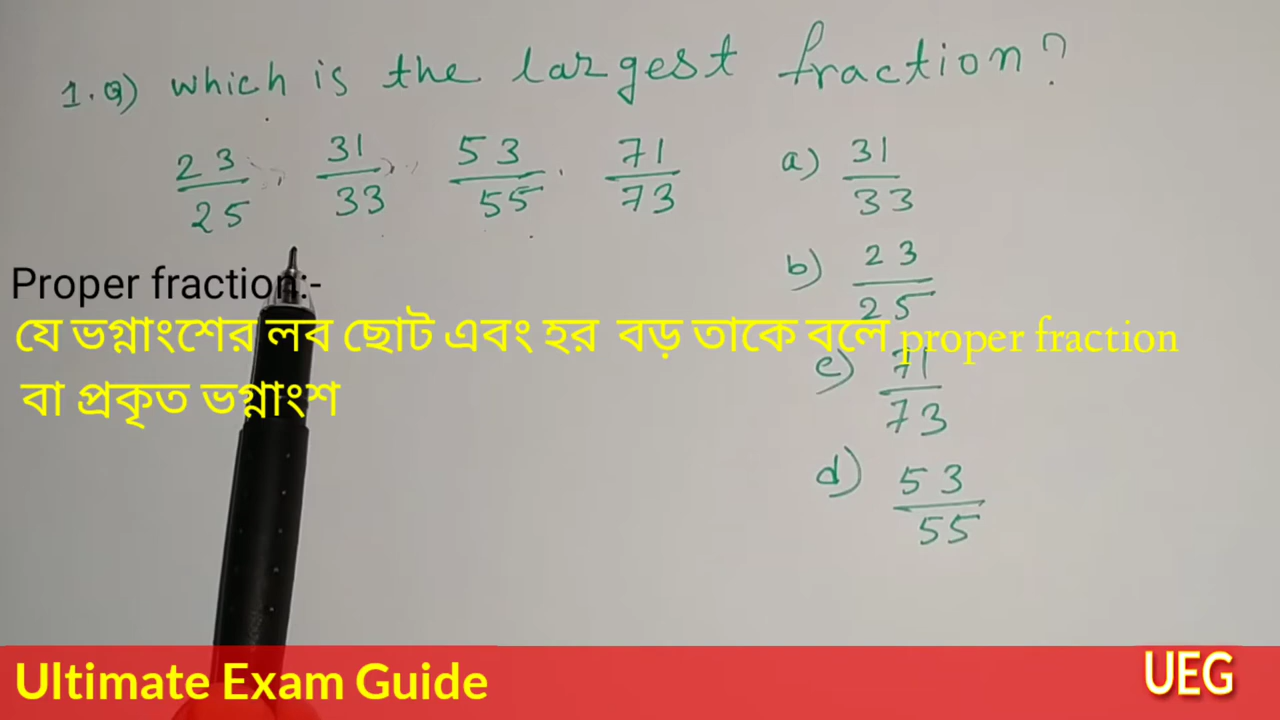 1.Q) which is the largest fraction?
23/25, 31/33, 53/55, 71/73
a) 31/33
b) 23/25
Proper fraction:-
যে ভগ্নাংশের লব ছোট এবং হর বড় তাকে বলে proper fraction
বা প্রকৃত ভগ্নাংশ
c) 71/73
d) 53/55
Ultimate Exam Guide
UEG